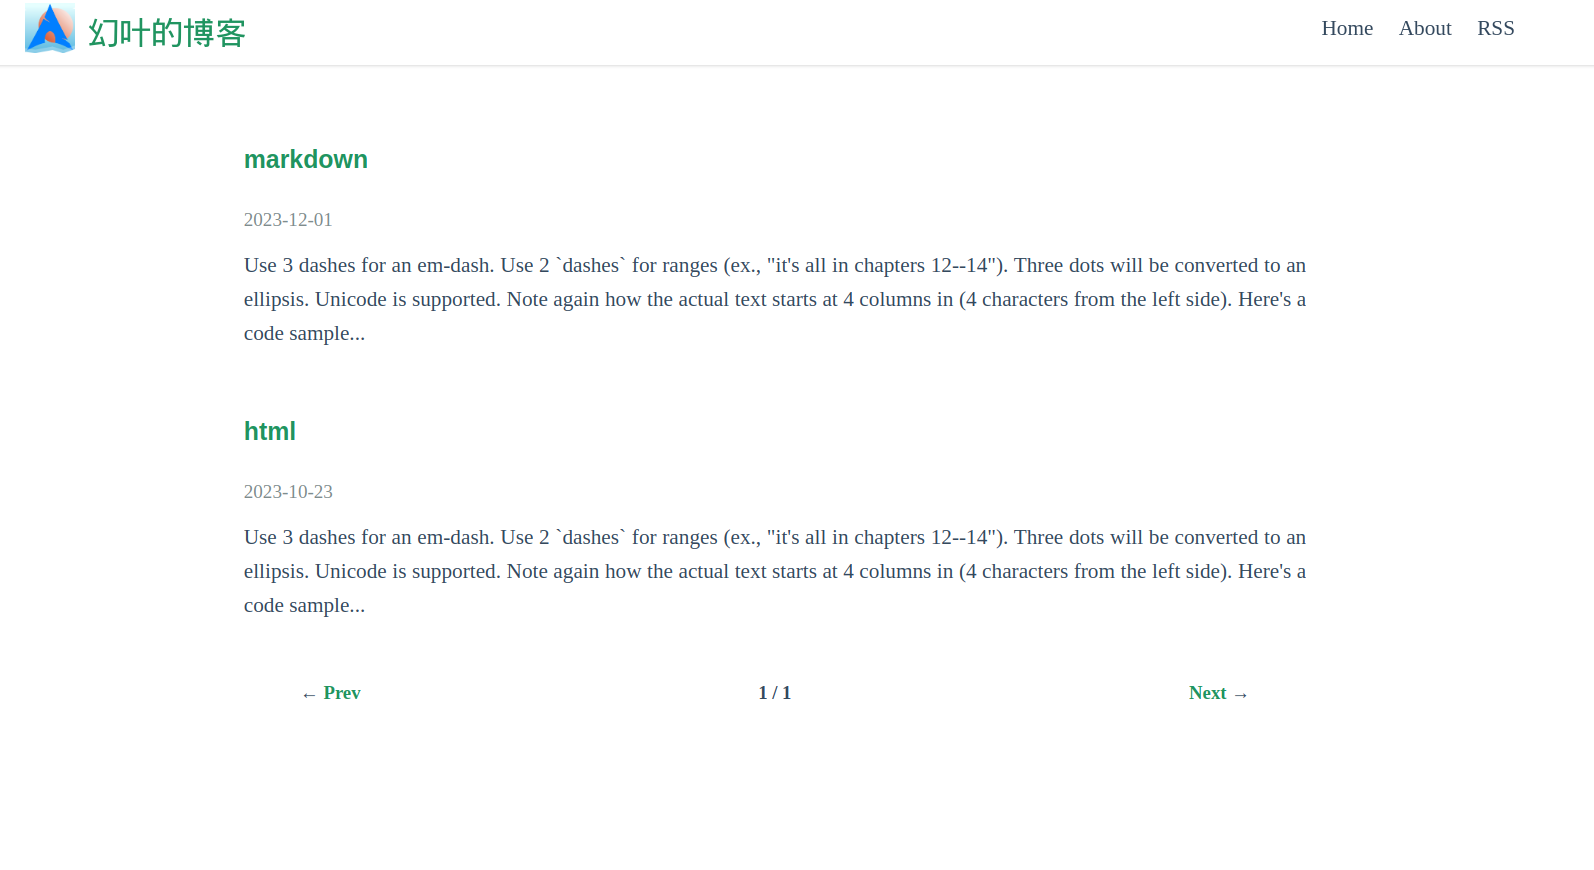 幻叶的博客
Home About RSS
markdown
2023-12-01
Use 3 dashes for an em-dash. Use 2 `dashes` for ranges (ex., "it's all in chapters 12--14"). Three dots will be converted to an
ellipsis. Unicode is supported. Note again how the actual text starts at 4 columns in (4 characters from the left side). Here's a
code sample...
html
2023-10-23
Use 3 dashes for an em-dash. Use 2 `dashes` for ranges (ex., "it's all in chapters 12--14"). Three dots will be converted to an
ellipsis. Unicode is supported. Note again how the actual text starts at 4 columns in (4 characters from the left side). Here's a
code sample...
← Prev 1 / 1 Next →